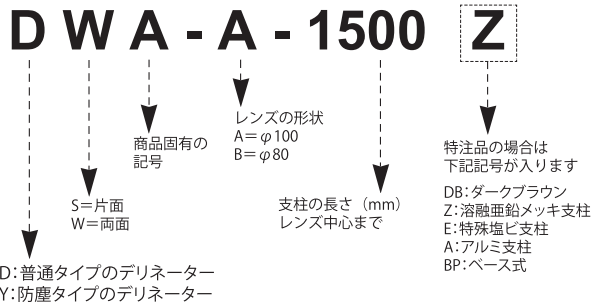 DWA-A-1500 Z
レンズの形状
A=φ100
B=φ80
商品固有の
記号
特注品の場合は
下記記号が入ります
DB:ダークブラウン
Z:溶融亜鉛メッキ支柱
E:特殊塩ビ支柱
A:アルミ支柱
BP:ベース式
S=片面
W=両面
支柱の長さ（mm）
レンズ中心まで
D:普通タイプのデリネーター
Y:防塵タイプのデリネーター